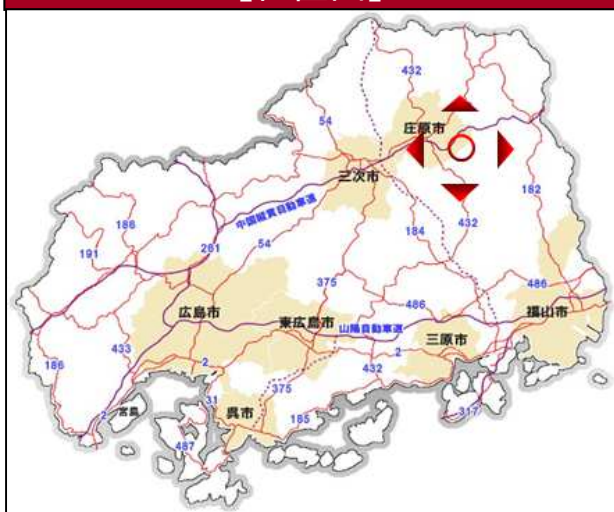 432
54
庄原市
三次市
182
186
中国縦貫自動車道
432
184
191
261
54
375
486
486
広島市
東広島市
山陽自動車道
福山市
三原市
433
2
2
186
432
375
31
185
317
2
宮島
呉市
487